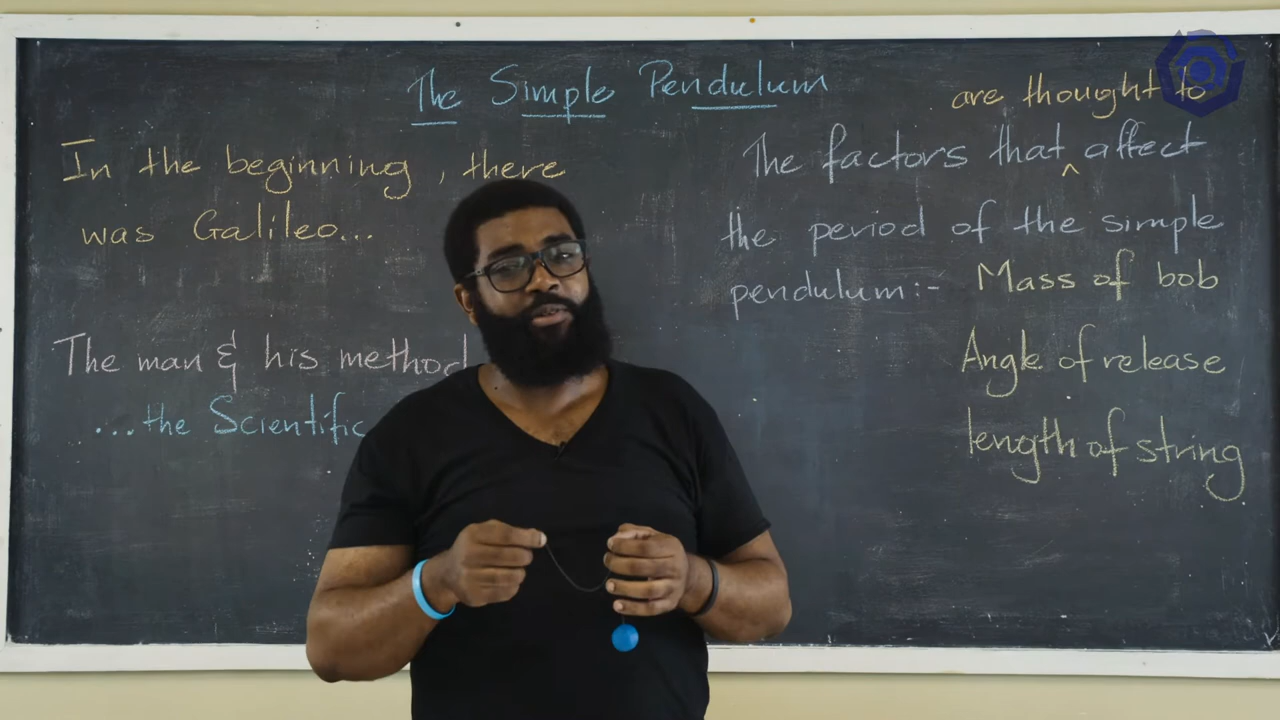 The Simple Pendulum
In the beginning, there
was Galileo...
The man & his method
...the Scientific
are thought to
The factors that ^ affect
the period of the simple
pendulum:- Mass of bob
Angle of release
length of string